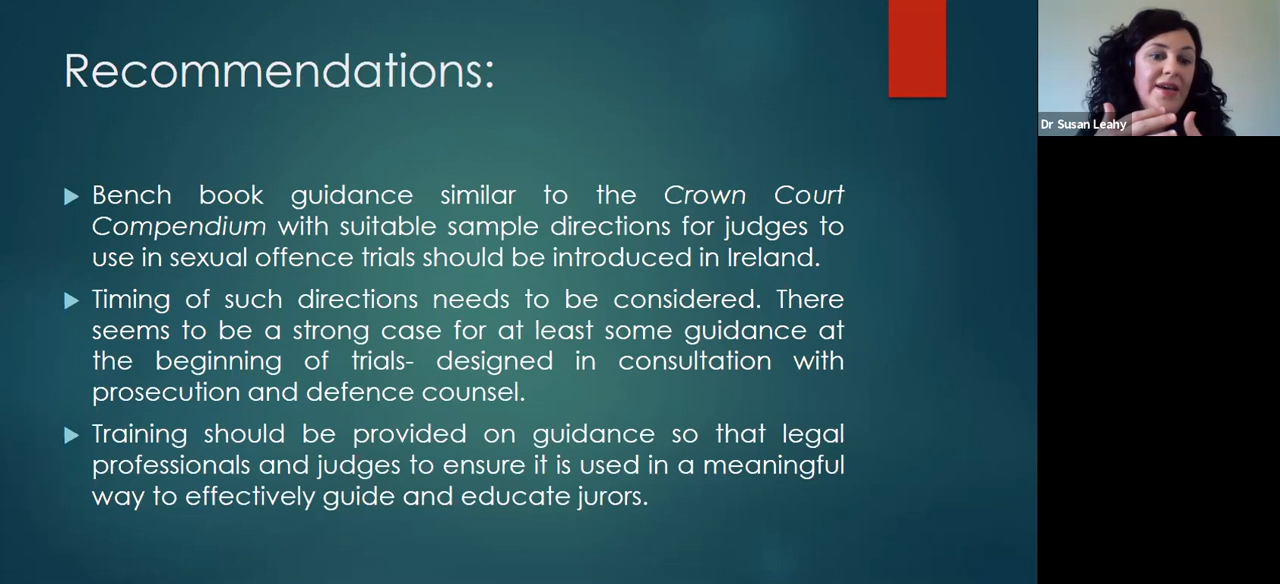 Recommendations:
Dr Susan Leahy
Bench book guidance similar to the Crown Court
Compendium with suitable sample directions for judges to
use in sexual offence trials should be introduced in Ireland.
Timing of such directions needs to be considered. There
seems to be a strong case for at least some guidance at
the beginning of trials- designed in consultation with
prosecution and defence counsel.
Training should be provided on guidance so that legal
professionals and judges to ensure it is used in a meaningful
way to effectively guide and educate jurors.